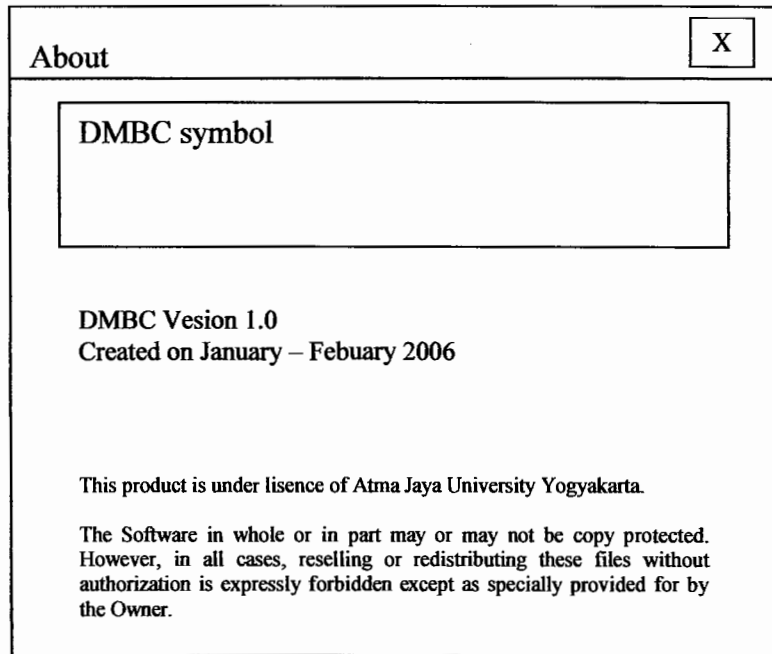 About
X
DMBC symbol
DMBC Vesion 1.0
Created on January – Febuary 2006
This product is under lisence of Atma Jaya University Yogyakarta.
The Software in whole or in part may or may not be copy protected.
However, in all cases, reselling or redistributing these files without
authorization is expressly forbidden except as specially provided for by
the Owner.